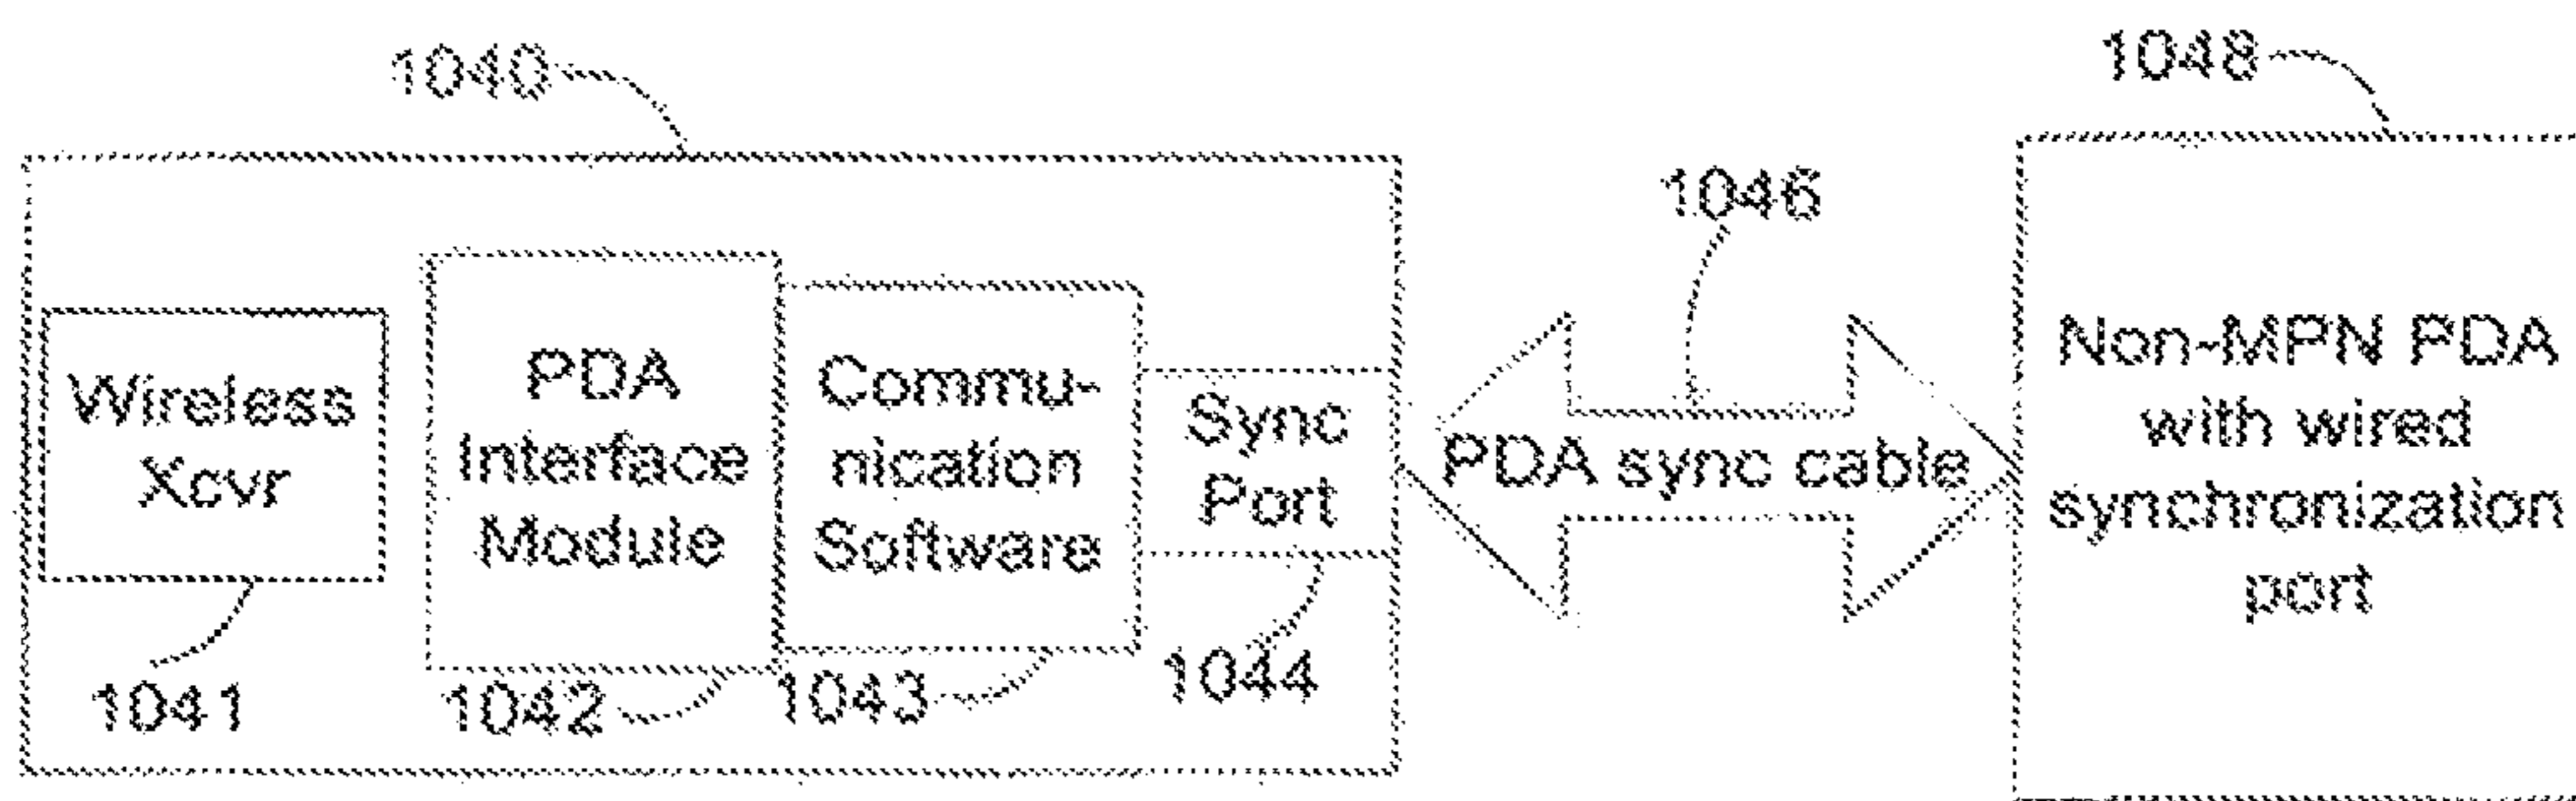 1040
1048
1046
Wireless
Xcvr
PDA
Interface
Module
Commu-
nication
Software
Sync
Port
PDA sync cable
Non-MPN PDA
with wired
synchronization
port
1041
1042
1043
1044